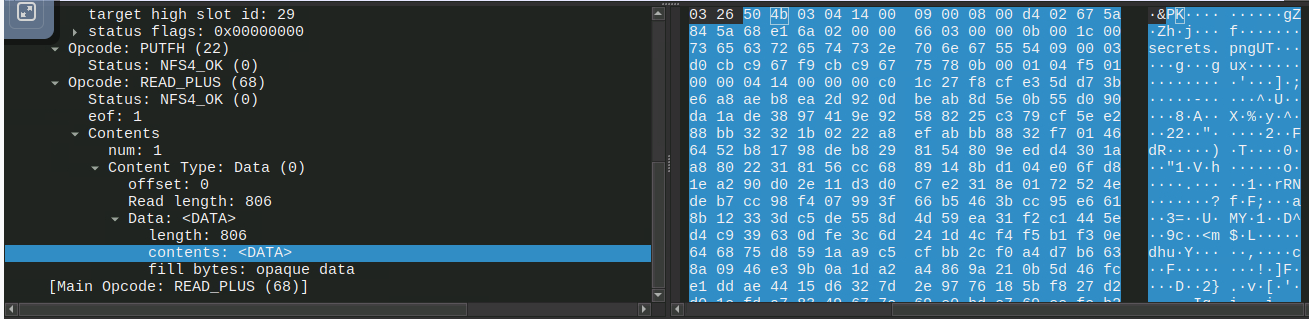 target high slot id: 29
status flags: 0x00000000
Opcode: PUTFH (22)
Status: NFS4_OK (0)
Opcode: READ_PLUS (68)
Status: NFS4_OK (0)
eof: 1
Contents
num: 1
Content Type: Data (0)
offset: 0
Read length: 806
Data: <DATA>
length: 806
contents: <DATA>
fill bytes: opaque data
[Main Opcode: READ_PLUS (68)]
03 26 50 4b 03 04 14 00 09 00 08 00 d4 02 67 5a ·&PK···· ······gZ
84 5a 68 e1 6a 02 00 00 66 03 00 00 0b 00 1c 00 ·Zh·j··· f·······
73 65 63 72 65 74 73 2e 70 6e 67 55 54 09 00 03 secrets. pngUT···
d0 cb c9 67 f9 cb c9 67 75 78 0b 00 01 04 f5 01 ···g···g ux······
00 00 04 14 00 00 00 c0 1c 27 f8 cf e3 5d d7 3b ········ ·'···]·;
e6 a8 ae b8 ea 2d 92 0d be ab 8d 5e 0b 55 d0 90 ·····-·· ···^·U··
da 1a de 38 97 41 9e 92 58 82 25 c3 79 cf 5e e2 ···8·A·· X·%·y·^·
88 bb 32 32 1b 02 22 a8 ef ab bb 88 32 f7 01 46 ··22··"· ····2··F
64 52 b8 17 98 de b8 29 81 54 80 9e ed d4 30 1a dR·····) ·T····0·
a8 80 22 31 81 56 cc 68 89 14 8b d1 04 e0 6f d8 ··"1·V·h ······o·
1e a2 90 d0 2e 11 d3 d0 c7 e2 31 8e 01 72 52 4e ····.··· ··1··rRN
de b7 cc 98 f4 07 99 3f 66 b5 46 3b cc 95 e6 61 ·······? f·F;···a
8b 12 33 3d c5 de 55 8d 4d 59 ea 31 f2 c1 44 5e ··3=··U· MY·1··D^
d4 c9 39 63 0d fe 3c 6d 24 1d 4c f4 f5 b1 f3 0e ··9c··<m $·L·····
64 68 75 d8 59 1a a9 c5 cf bb 2c f0 a4 d7 b6 63 dhu·Y··· ··,····c
8a 09 46 e3 9b 0a 1d a2 a4 86 9a 21 0b 5d 46 fc ··F····· ···!·]F·
e1 dd ae 44 15 d6 32 7d 2e 97 76 18 5b f8 27 d2 ···D··2} .·v·[·'·